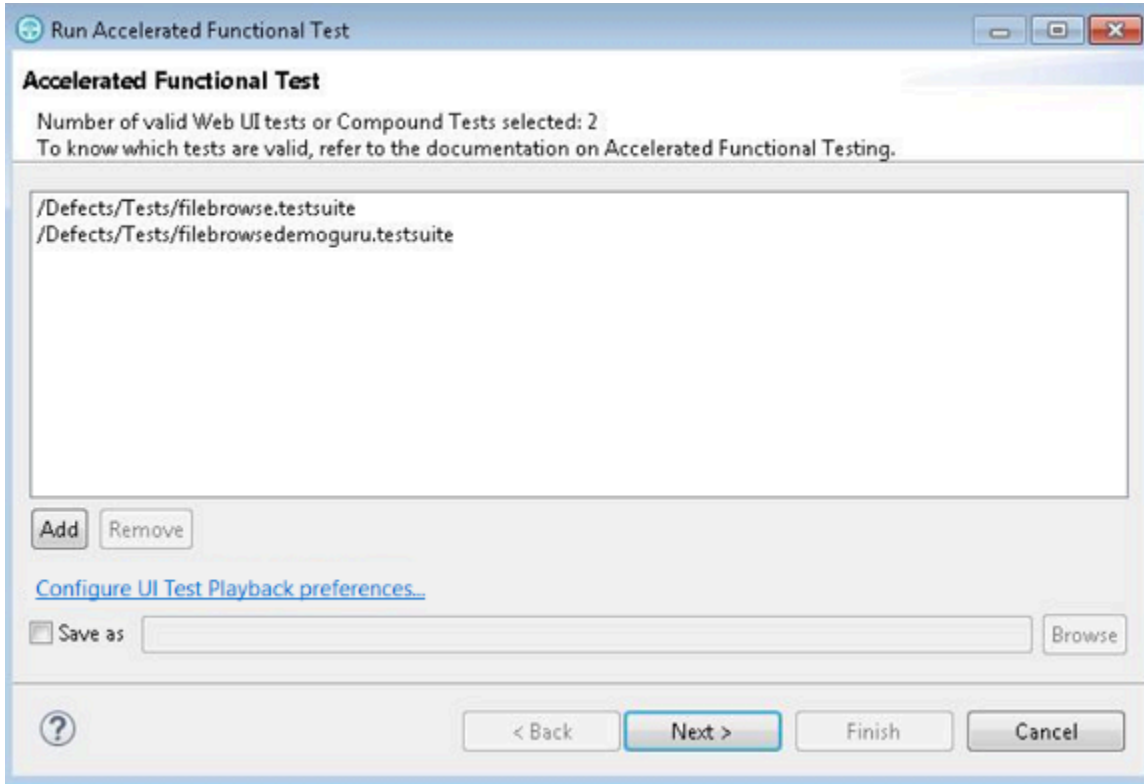 Run Accelerated Functional Test
Accelerated Functional Test
Number of valid Web UI tests or Compound Tests selected: 2
To know which tests are valid, refer to the documentation on Accelerated Functional Testing.
/Defects/Tests/filebrowse.testsuite
/Defects/Tests/filebrowsedemoguru.testsuite
Add Remove
Configure UI Test Playback preferences...
Save as Browse
? < Back Next > Finish Cancel